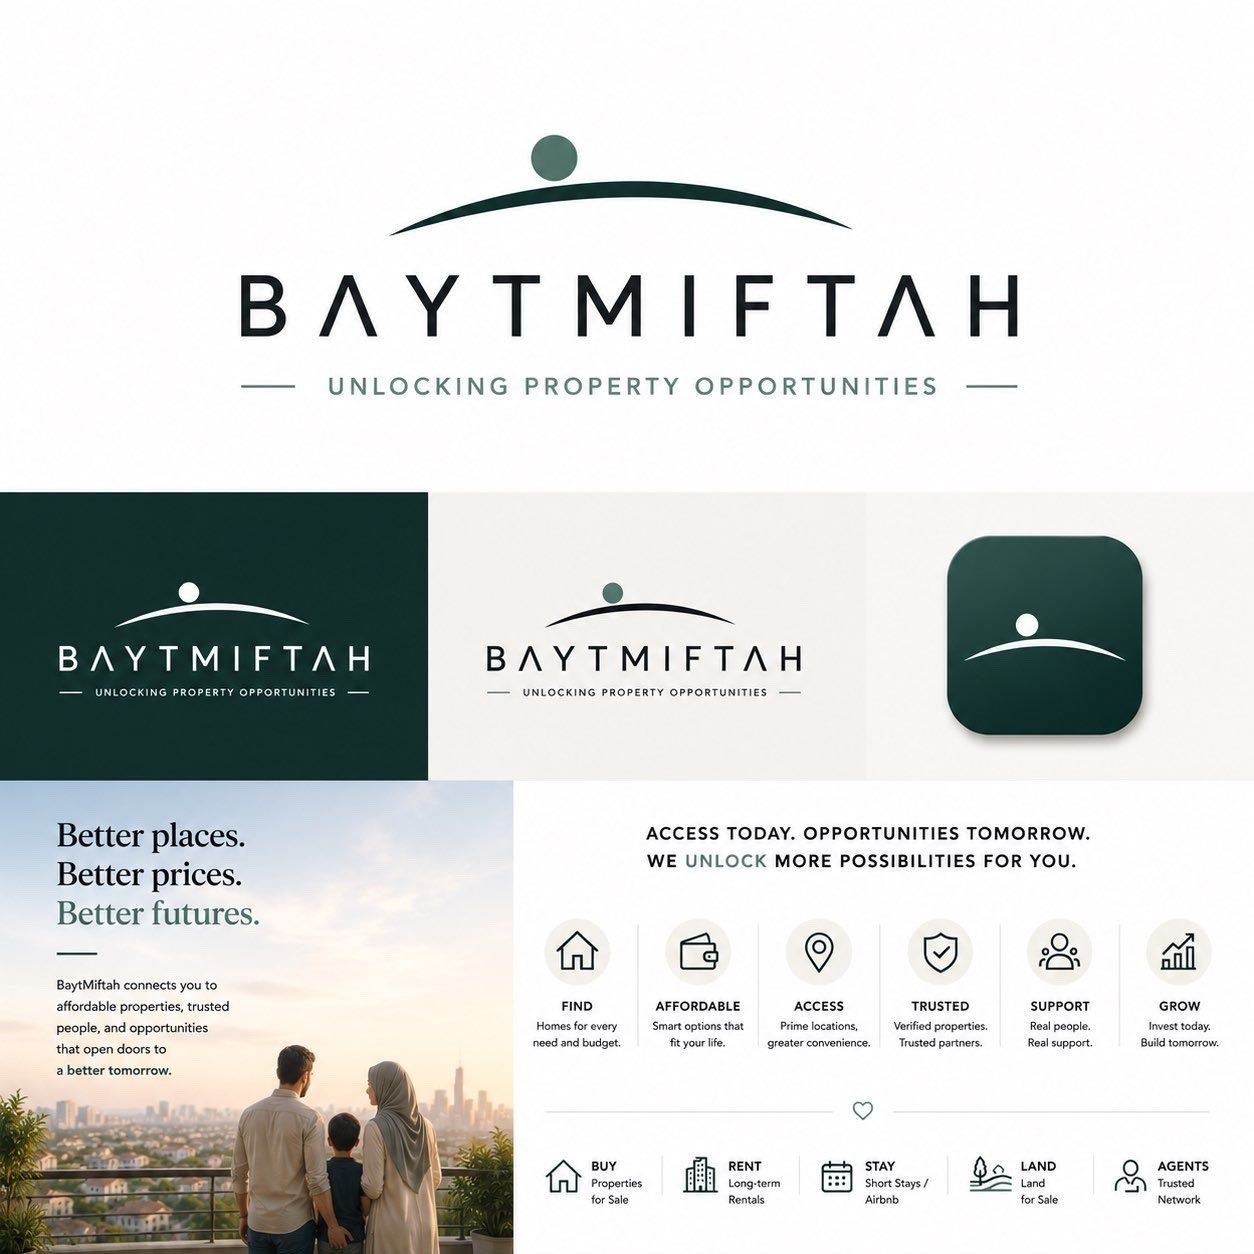 BAYTMIFTAH
UNLOCKING PROPERTY OPPORTUNITIES
BAYTMIFTAH
UNLOCKING PROPERTY OPPORTUNITIES
BAYTMIFTAH
UNLOCKING PROPERTY OPPORTUNITIES
Better places.
Better prices.
Better futures.
BaytMiftah connects you to
affordable properties, trusted
people, and opportunities
that open doors to
a better tomorrow.
ACCESS TODAY. OPPORTUNITIES TOMORROW.
WE UNLOCK MORE POSSIBILITIES FOR YOU.
FIND
Homes for every
need and budget.
AFFORDABLE
Smart options that
fit your life.
ACCESS
Prime locations,
greater convenience.
TRUSTED
Verified properties.
Trusted partners.
SUPPORT
Real people.
Real support.
GROW
Invest today.
Build tomorrow.
BUY
Properties
for Sale
RENT
Long-term
Rentals
STAY
Short Stays /
Airbnb
LAND
Land
for Sale
AGENTS
Trusted
Network